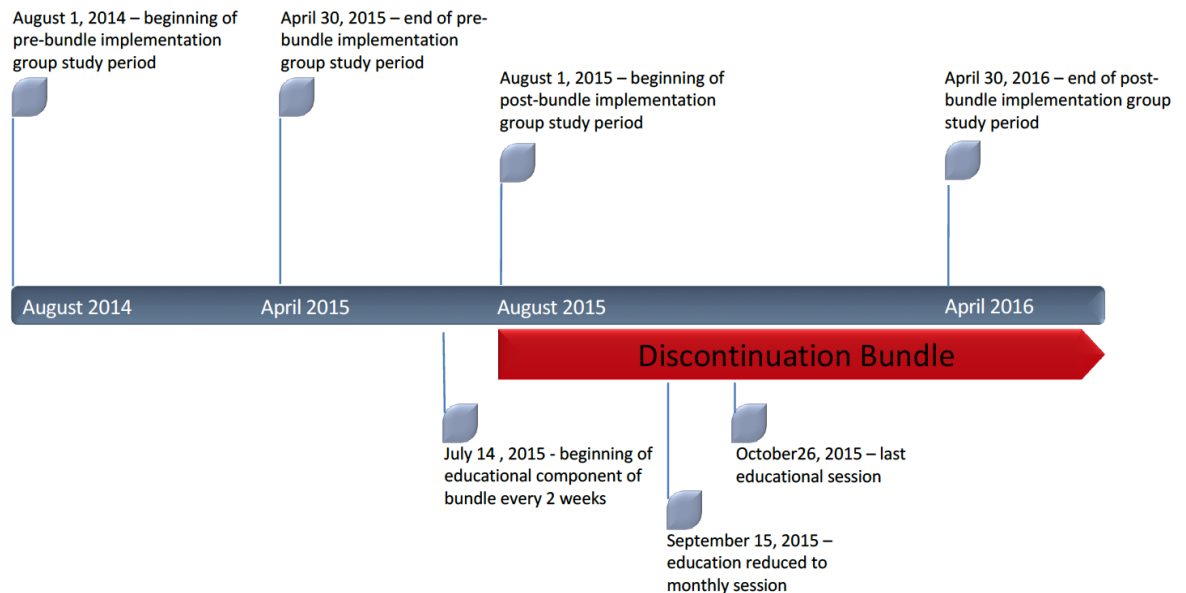 August 1, 2014 – beginning of
pre-bundle implementation
group study period
April 30, 2015 – end of pre-
bundle implementation
group study period
August 1, 2015 – beginning of
post-bundle implementation
group study period
April 30, 2016 – end of post-
bundle implementation group
study period
August 2014
April 2015
August 2015
April 2016
Discontinuation Bundle
July 14 , 2015 - beginning of
educational component of
bundle every 2 weeks
October26, 2015 – last
educational session
September 15, 2015 –
education reduced to
monthly session